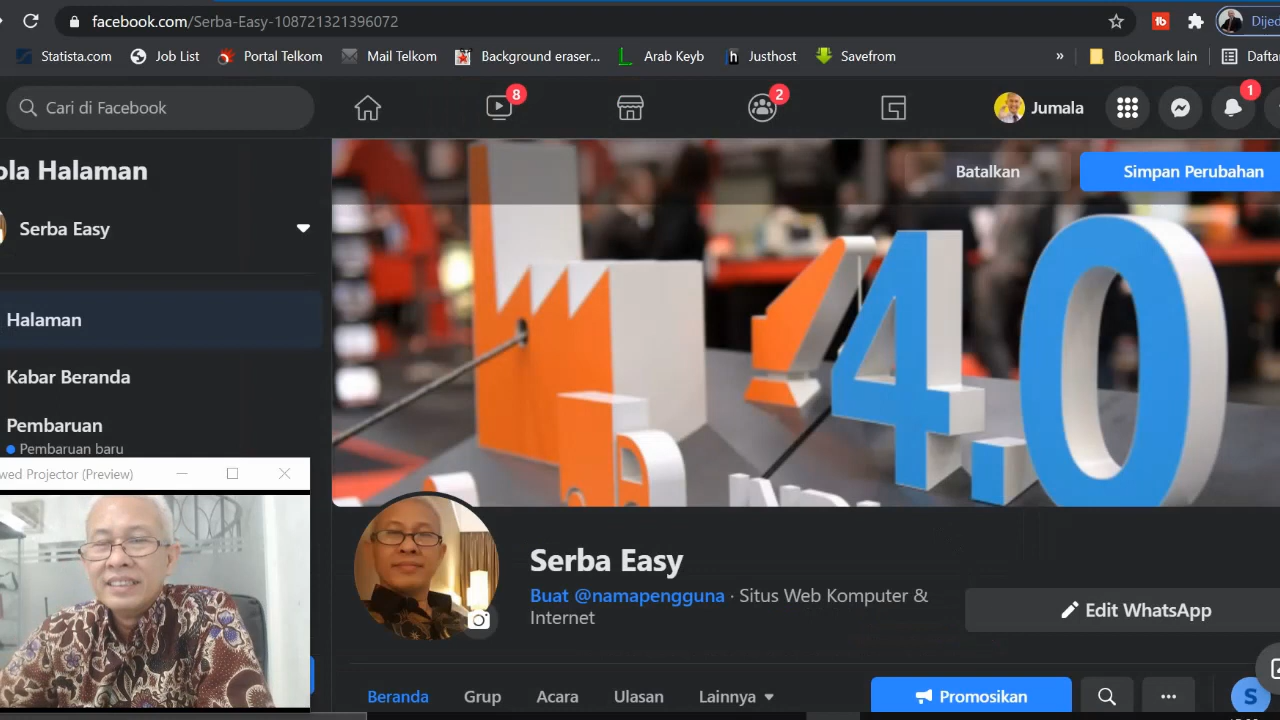 facebook.com/Serba-Easy-108721321396072
Dijed
Statista.com
Job List
Portal Telkom
Mail Telkom
Background eraser...
Arab Keyb
Justhost
Savefrom
»
Bookmark lain
Dafta
Cari di Facebook
8
2
Jumala
1
ola Halaman
Batalkan
Simpan Perubahan
Serba Easy
Halaman
Kabar Beranda
Pembaruan
Pembaruan baru
4.0
wed Projector (Preview)
Serba Easy
Buat @namapengguna · Situs Web Komputer &
Internet
Edit WhatsApp
Beranda
Grup
Acara
Ulasan
Lainnya
Promosikan
S